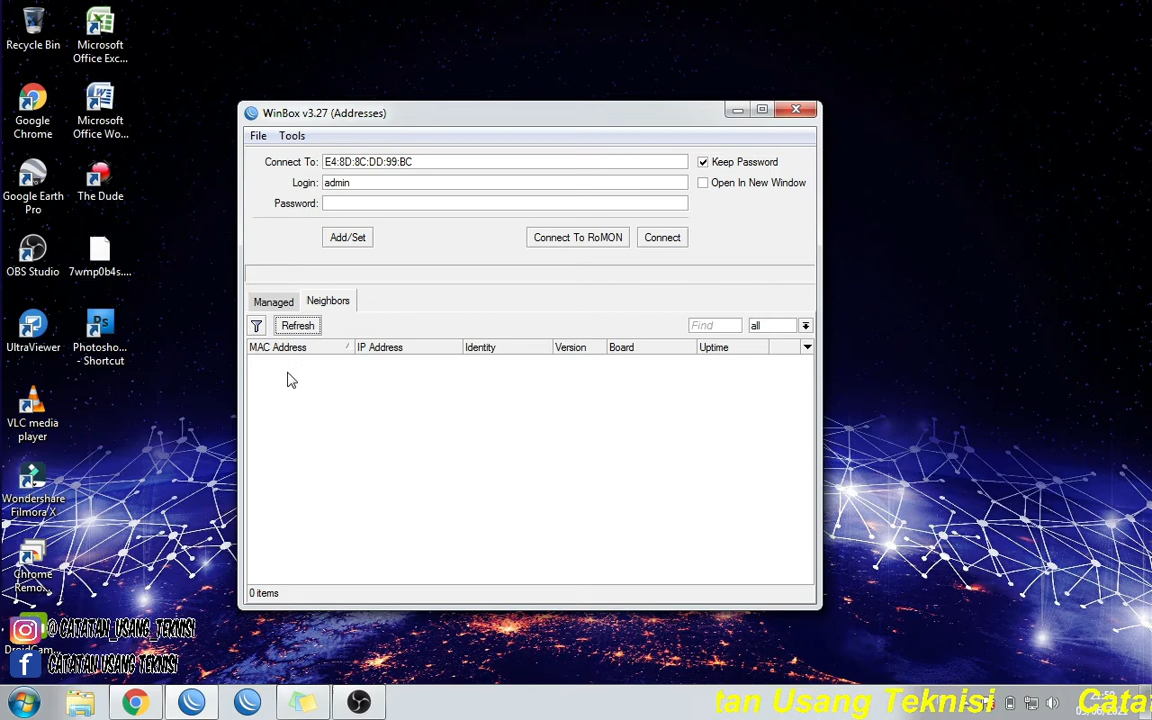 Recycle Bin
Microsoft Office Exc...
Google Chrome
Microsoft Office Wo...
Google Earth Pro
The Dude
OBS Studio
7wmp0b4s....
UltraViewer
Photosho... - Shortcut
VLC media player
Wondershare Filmora X
Chrome Remo...
WinBox v3.27 (Addresses)
File Tools
Connect To: E4:8D:8C:DD:99:BC
Keep Password
Login: admin
Open In New Window
Password:
Add/Set Connect To RoMON Connect
Managed Neighbors
Refresh Find all
MAC Address IP Address Identity Version Board Uptime
0 items
@CATATAN_USANG_TEKNISI
CATATAN USANG TEKNISI
tan Usang Teknisi Cata